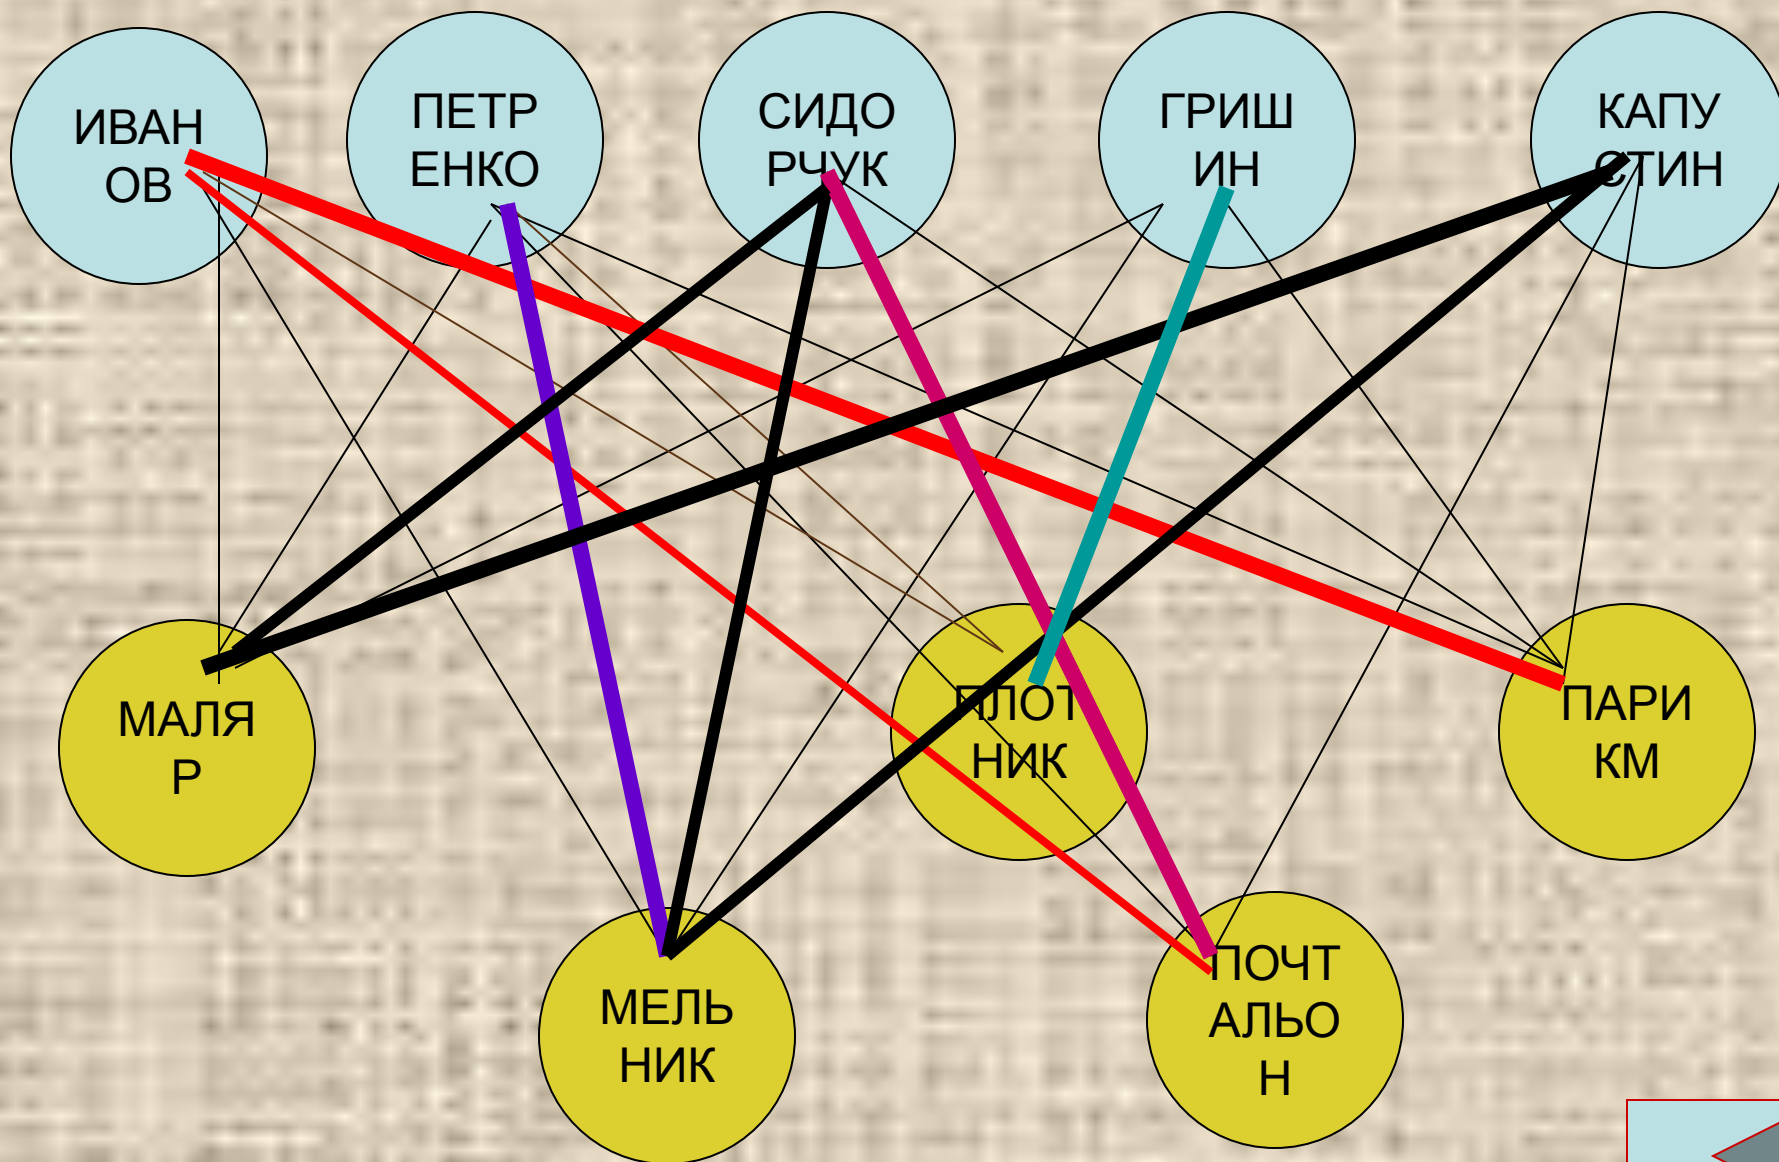 ИВАН
ОВ
ПЕТР
ЕНКО
СИДО
РЧУК
ГРИШ
ИН
КАПУ
СТИН
МАЛЯ
Р
ПЛОТ
НИК
ПАРИ
КМ
МЕЛЬ
НИК
ПОЧТ
АЛЬО
Н